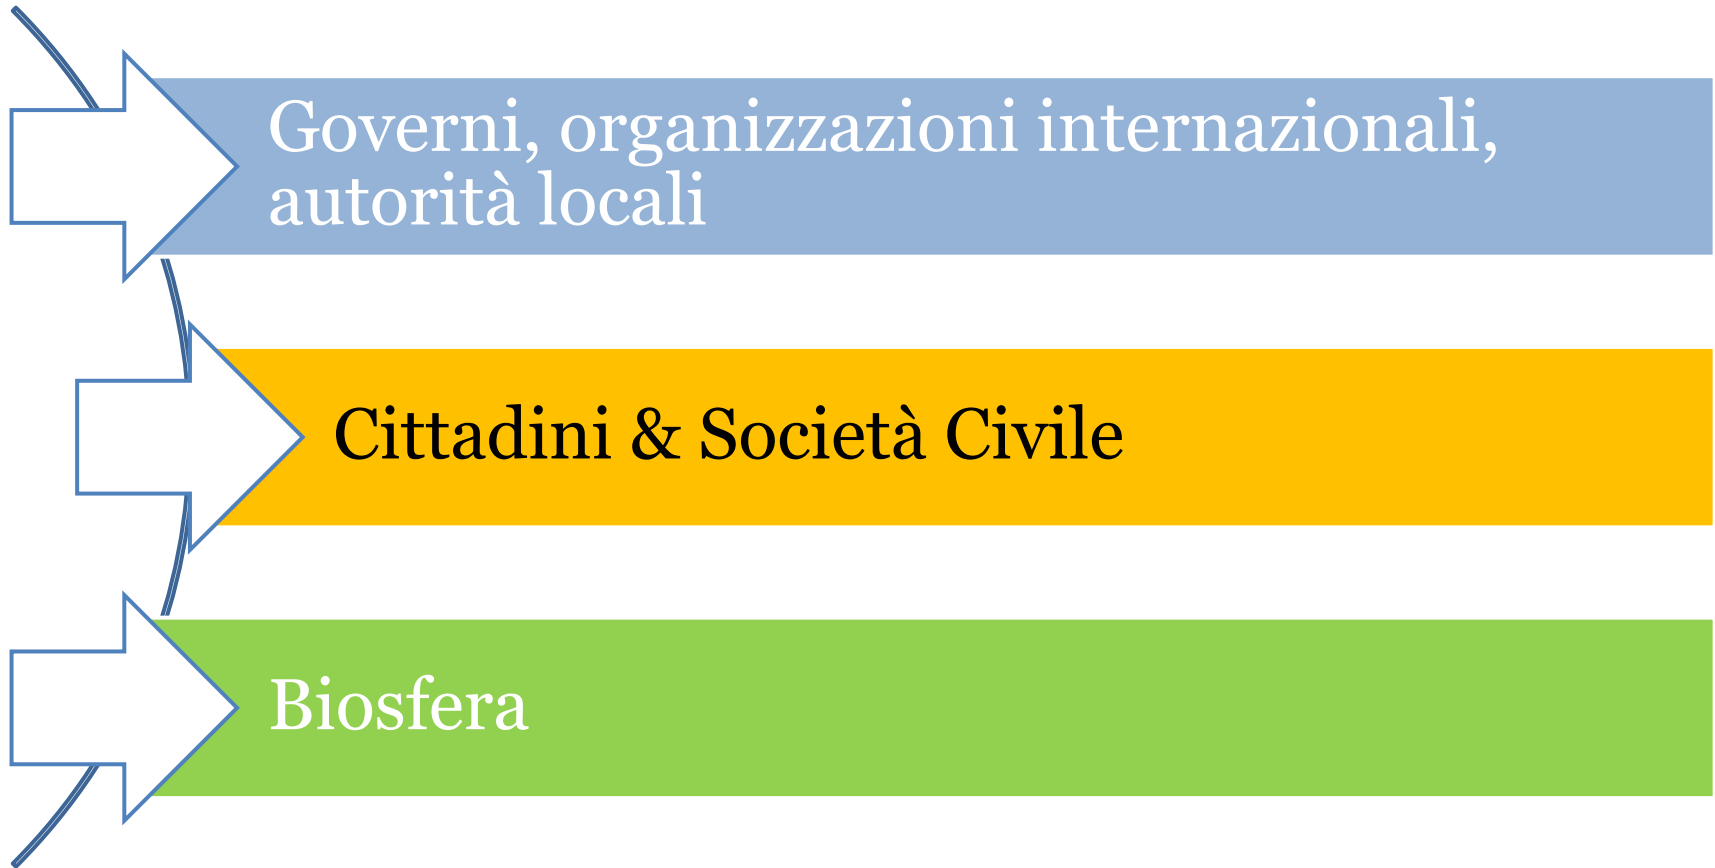 Governi, organizzazioni internazionali,
autorità locali
Cittadini & Società Civile
Biosfera